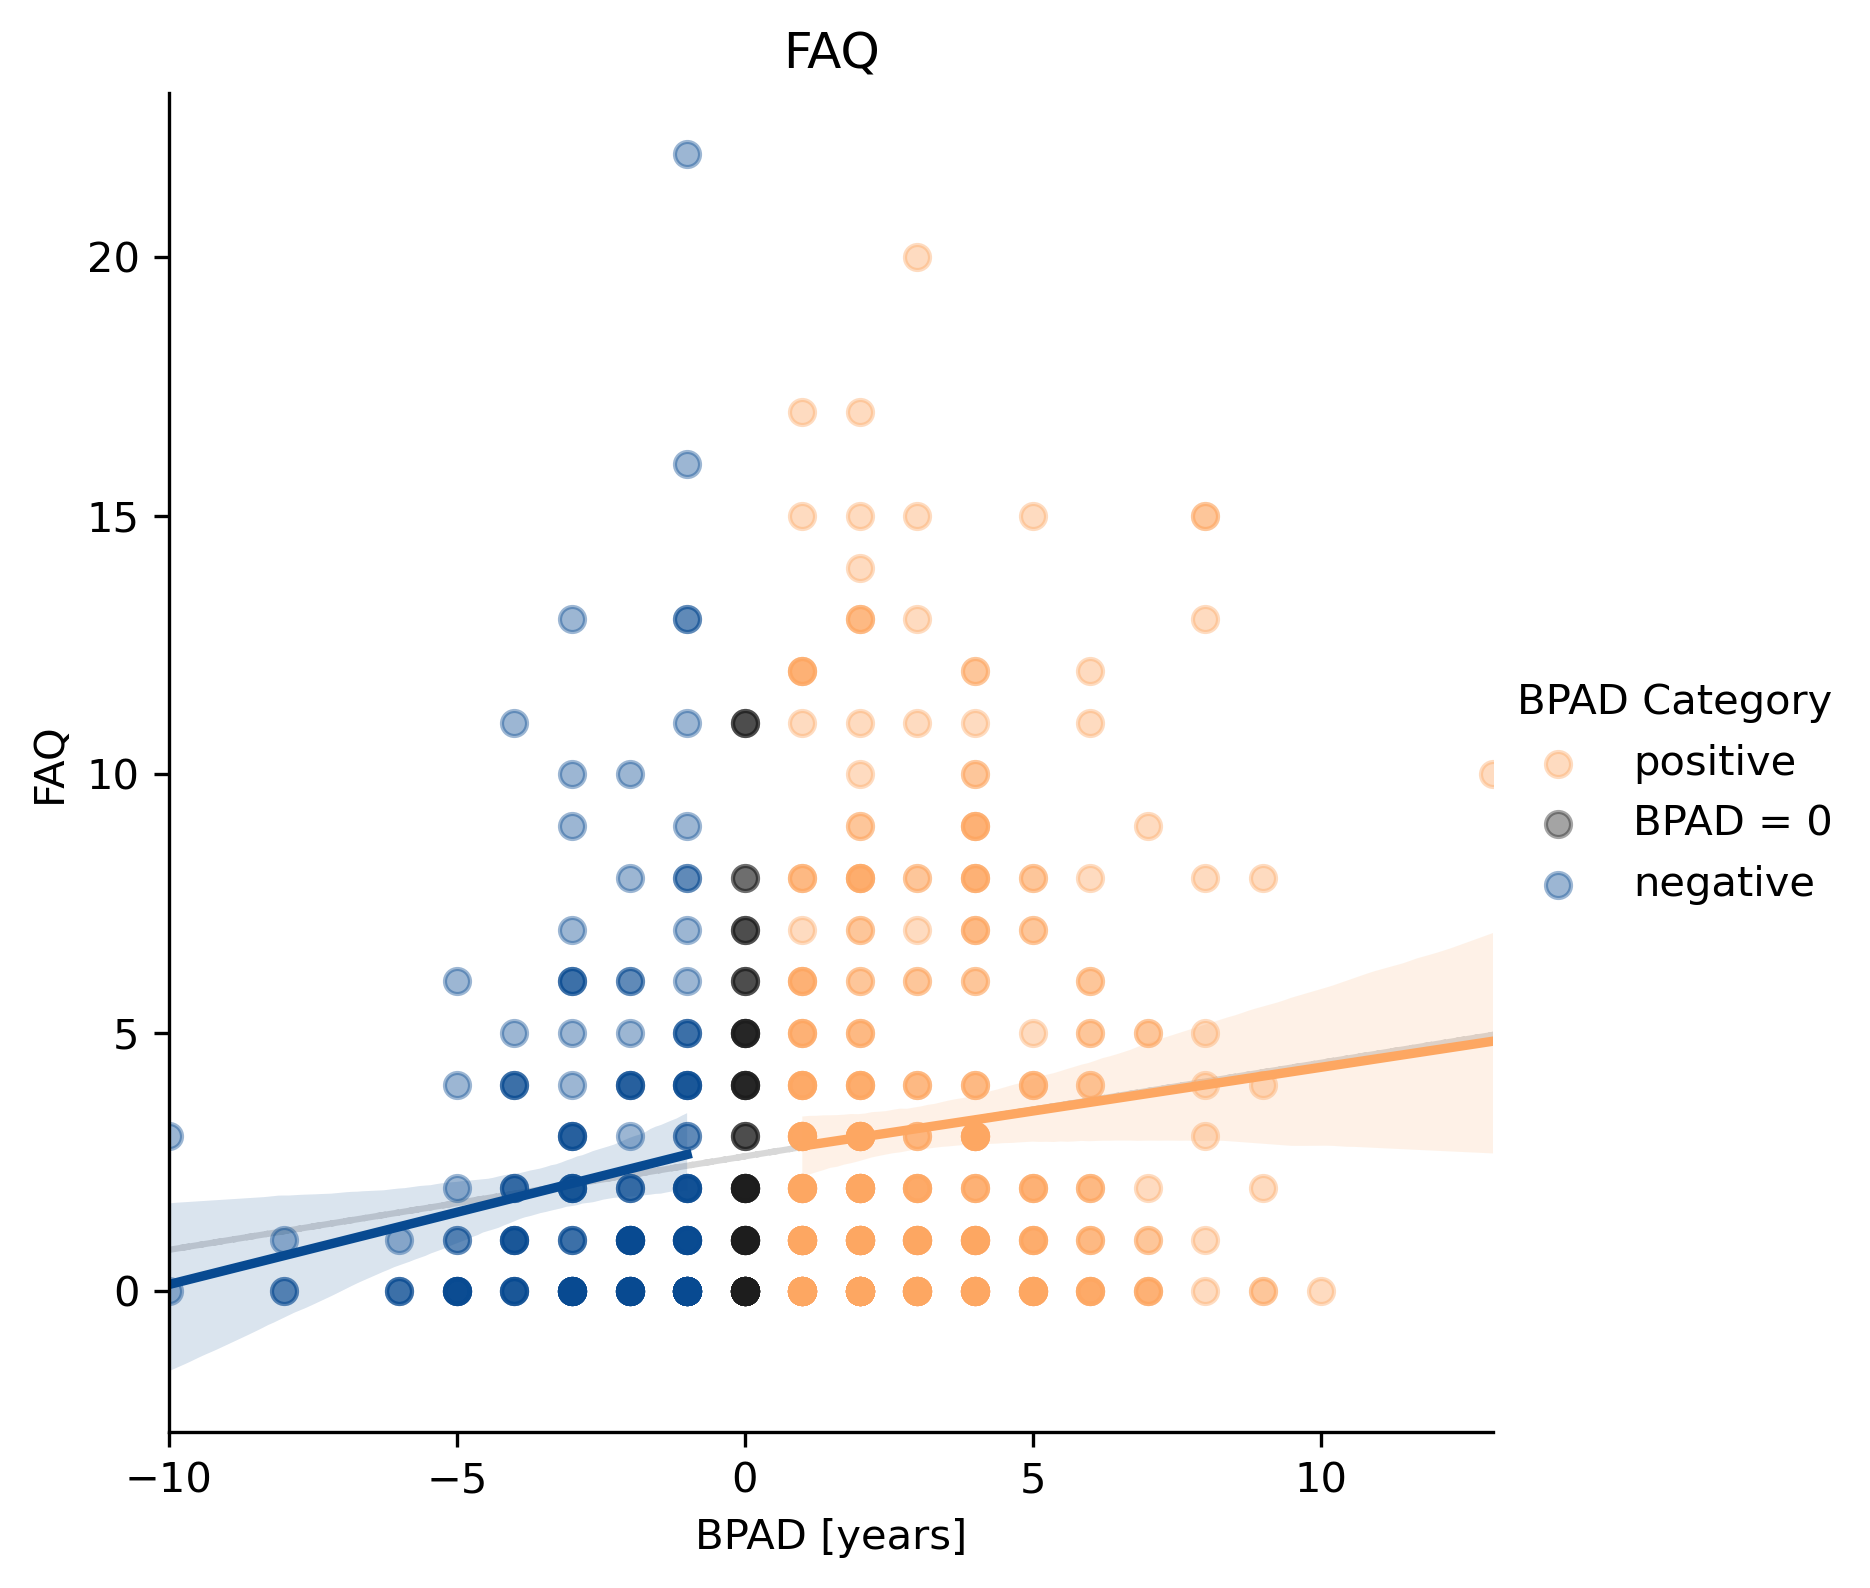 FAQ
FAQ
20
15
10
5
0
−10
−5
0
5
10
BPAD [years]
BPAD Category
positive
BPAD = 0
negative